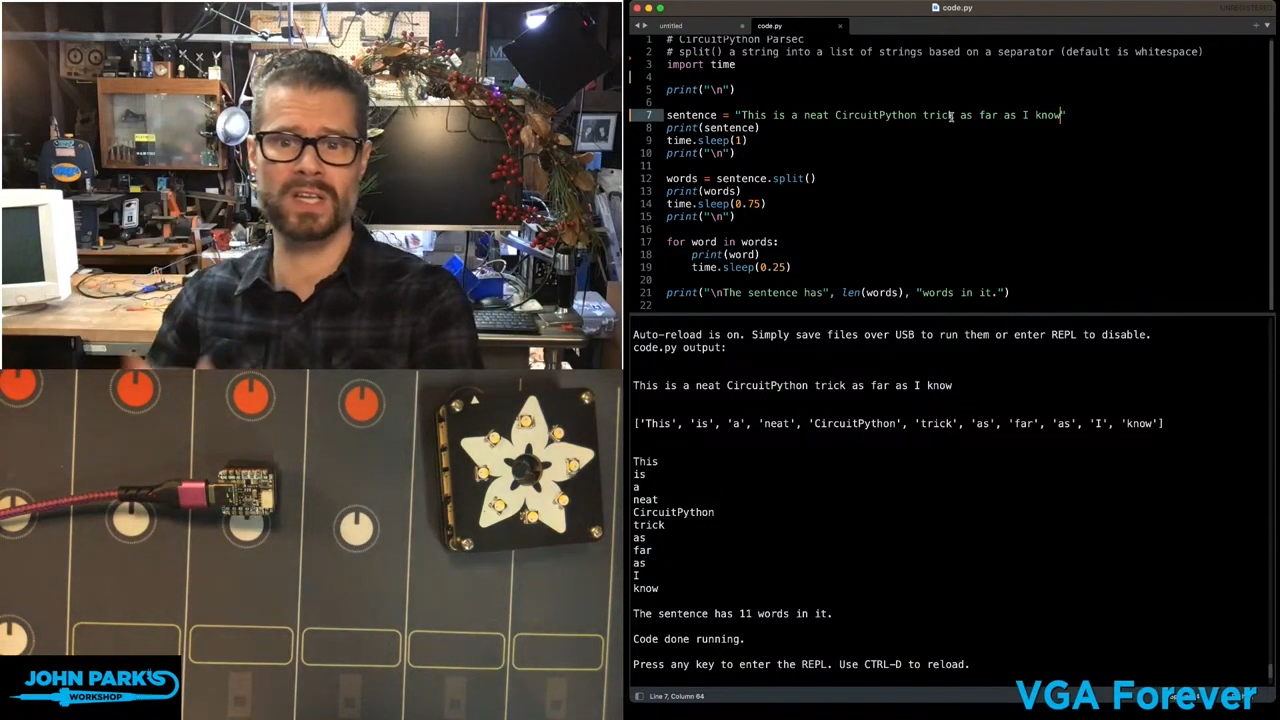 code.py
UNREGISTERED
untitled
code.py
1 # CircuitPython Parsec
2 # split() a string into a list of strings based on a separator (default is whitespace)
3 import time
4
5 print("\n")
6
7 sentence = "This is a neat CircuitPython trick as far as I know"
8 print(sentence)
9 time.sleep(1)
10 print("\n")
11
12 words = sentence.split()
13 print(words)
14 time.sleep(0.75)
15 print("\n")
16
17 for word in words:
18 print(word)
19 time.sleep(0.25)
20
21 print("\nThe sentence has", len(words), "words in it.")
22
Auto-reload is on. Simply save files over USB to run them or enter REPL to disable.
code.py output:
This is a neat CircuitPython trick as far as I know
['This', 'is', 'a', 'neat', 'CircuitPython', 'trick', 'as', 'far', 'as', 'I', 'know']
This
is
a
neat
CircuitPython
trick
as
far
as
I
know
The sentence has 11 words in it.
Code done running.
Press any key to enter the REPL. Use CTRL-D to reload.
Line 7, Column 64
JOHN PARK'S
WORKSHOP
VGA Forever